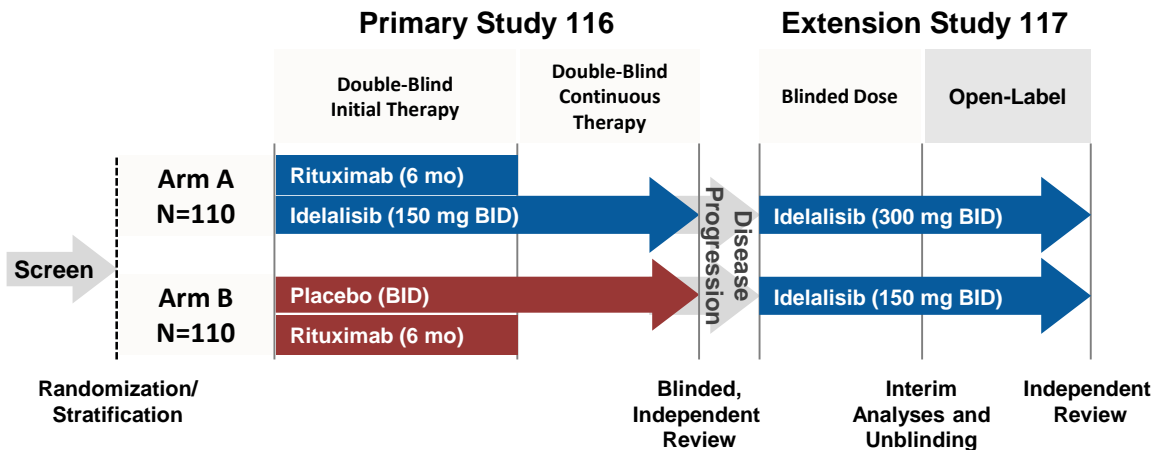 Primary Study 116
Extension Study 117
Double-Blind
Initial Therapy
Double-Blind
Continuous
Therapy
Blinded Dose
Open-Label
Arm A
N=110
Rituximab (6 mo)
Idelalisib (150 mg BID)
Disease
Progression
Idelalisib (300 mg BID)
Screen
Arm B
N=110
Placebo (BID)
Rituximab (6 mo)
Idelalisib (150 mg BID)
Randomization/
Stratification
Blinded,
Independent
Review
Interim
Analyses and
Unblinding
Independent
Review